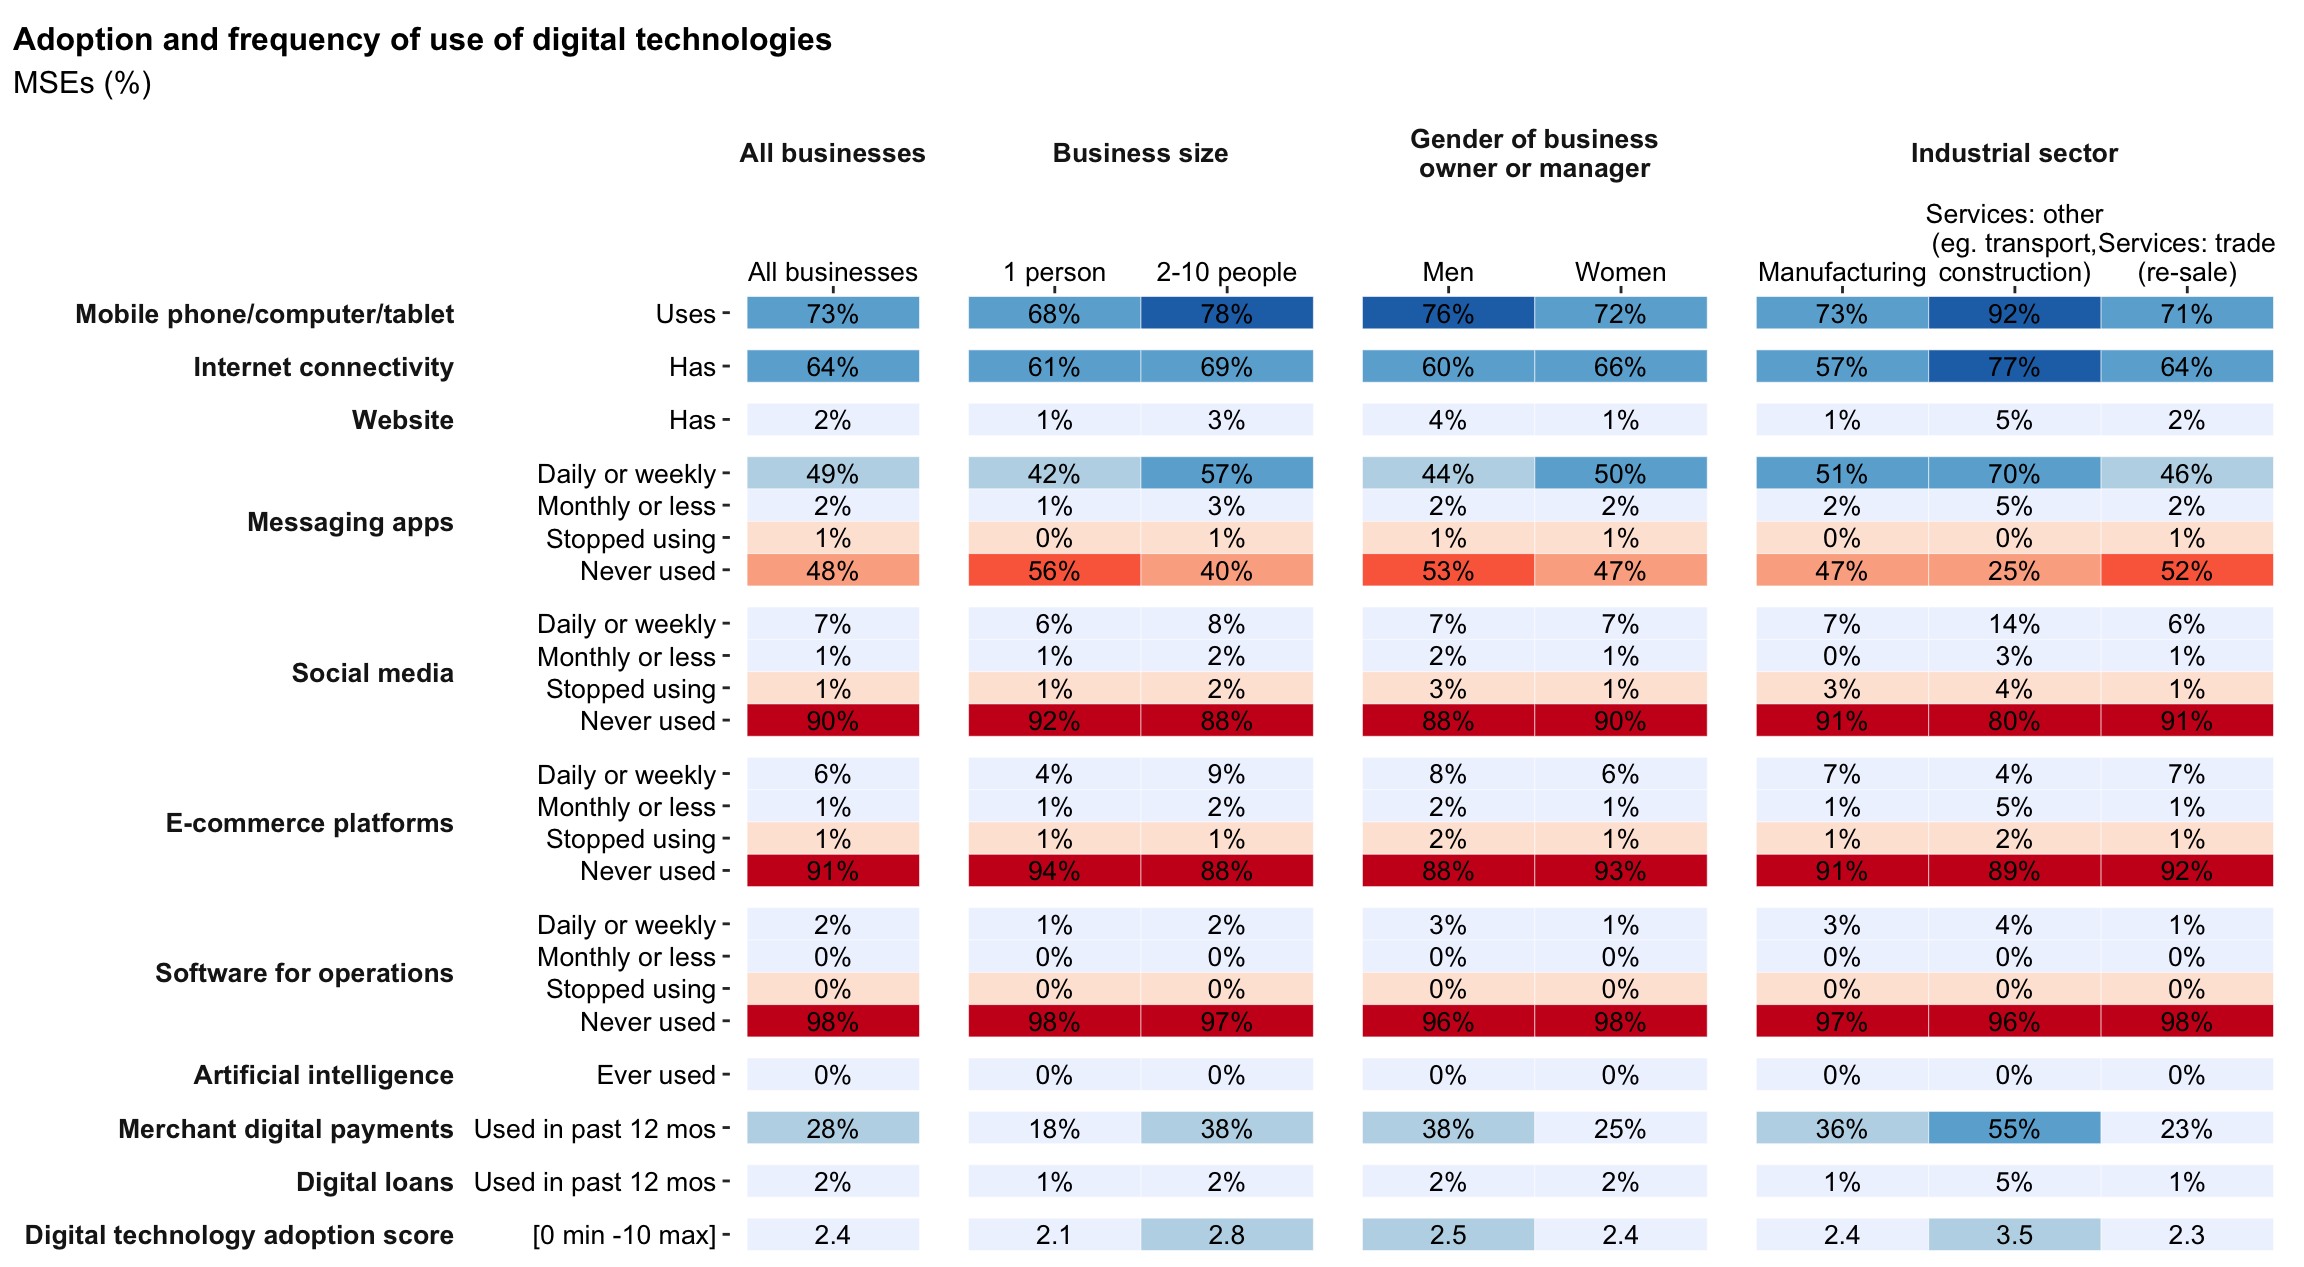 Adoption and frequency of use of digital technologies
MSEs (%)
All businesses Business size Gender of business owner or manager Industrial sector
All businesses 1 person 2-10 people Men Women Manufacturing Services: other (eg. transport, construction) Services: trade (re-sale)
Mobile phone/computer/tablet Uses 73% 68% 78% 76% 72% 73% 92% 71%
Internet connectivity Has 64% 61% 69% 60% 66% 57% 77% 64%
Website Has 2% 1% 3% 4% 1% 1% 5% 2%
Messaging apps
Daily or weekly 49% 42% 57% 44% 50% 51% 70% 46%
Monthly or less 2% 1% 3% 2% 2% 2% 5% 2%
Stopped using 1% 0% 1% 1% 1% 0% 0% 1%
Never used 48% 56% 40% 53% 47% 47% 25% 52%
Social media
Daily or weekly 7% 6% 8% 7% 7% 7% 14% 6%
Monthly or less 1% 1% 2% 2% 1% 0% 3% 1%
Stopped using 1% 1% 2% 3% 1% 3% 4% 1%
Never used 90% 92% 88% 88% 90% 91% 80% 91%
E-commerce platforms
Daily or weekly 6% 4% 9% 8% 6% 7% 4% 7%
Monthly or less 1% 1% 2% 2% 1% 1% 5% 1%
Stopped using 1% 1% 1% 2% 1% 1% 2% 1%
Never used 91% 94% 88% 88% 93% 91% 89% 92%
Software for operations
Daily or weekly 2% 1% 2% 3% 1% 3% 4% 1%
Monthly or less 0% 0% 0% 0% 0% 0% 0% 0%
Stopped using 0% 0% 0% 0% 0% 0% 0% 0%
Never used 98% 98% 97% 96% 98% 97% 96% 98%
Artificial intelligence Ever used 0% 0% 0% 0% 0% 0% 0% 0%
Merchant digital payments Used in past 12 mos 28% 18% 38% 38% 25% 36% 55% 23%
Digital loans Used in past 12 mos 2% 1% 2% 2% 2% 1% 5% 1%
Digital technology adoption score [0 min -10 max] 2.4 2.1 2.8 2.5 2.4 2.4 3.5 2.3